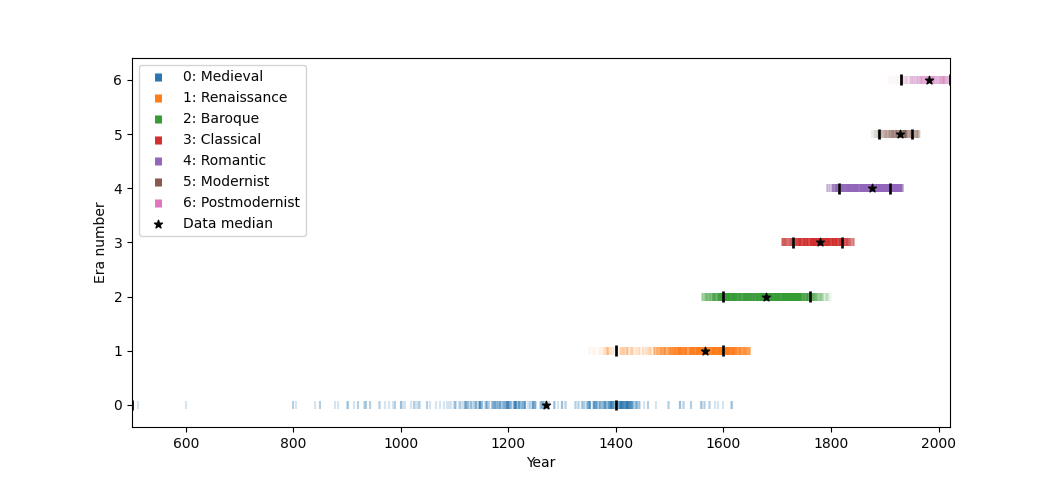 0: Medieval
1: Renaissance
2: Baroque
3: Classical
4: Romantic
5: Modernist
6: Postmodernist
Data median
Era number
6
5
4
3
2
1
0
600 800 1000 1200 1400 1600 1800 2000
Year